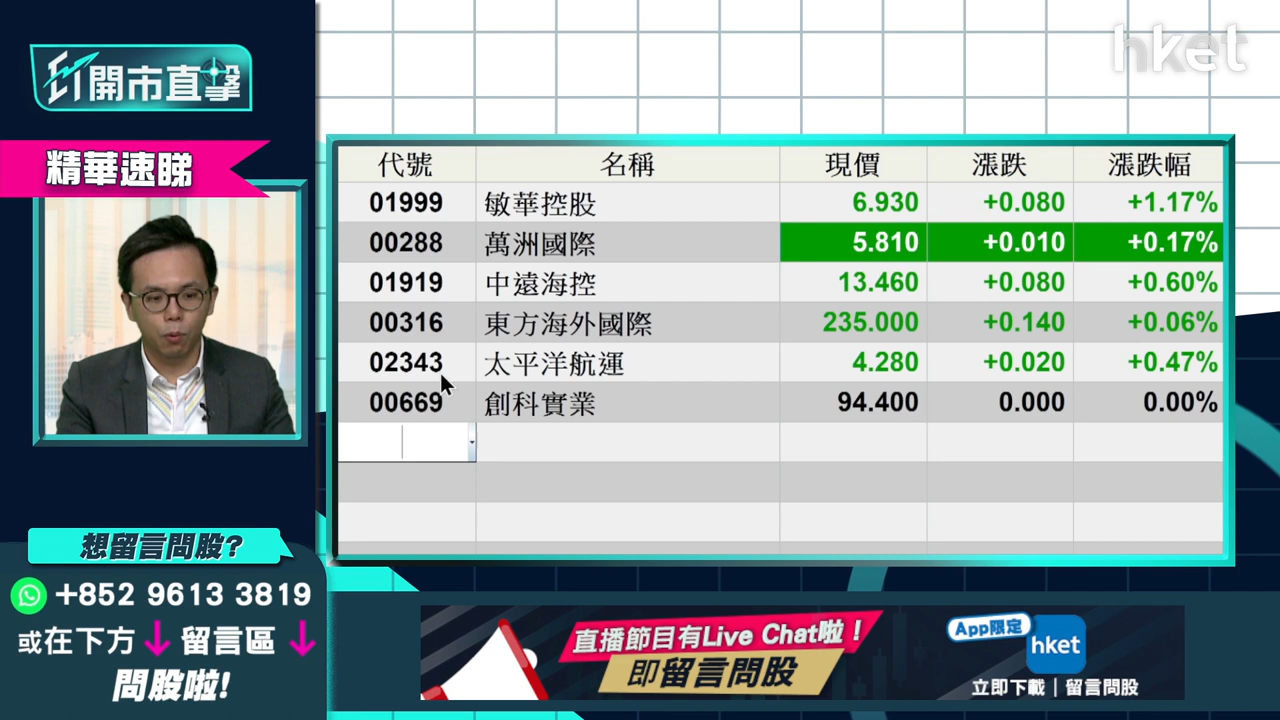 開市直擊
hket
精華速睇
代號 名稱 現價 漲跌 漲跌幅
01999 敏華控股 6.930 +0.080 +1.17%
00288 萬洲國際 5.810 +0.010 +0.17%
01919 中遠海控 13.460 +0.080 +0.60%
00316 東方海外國際 235.000 +0.140 +0.06%
02343 太平洋航運 4.280 +0.020 +0.47%
00669 創科實業 94.400 0.000 0.00%
想留言問股?
+852 9613 3819
或在下方 留言區
問股啦!
直播節目有Live Chat啦!
即留言問股
App限定
hket
立即下載|留言問股